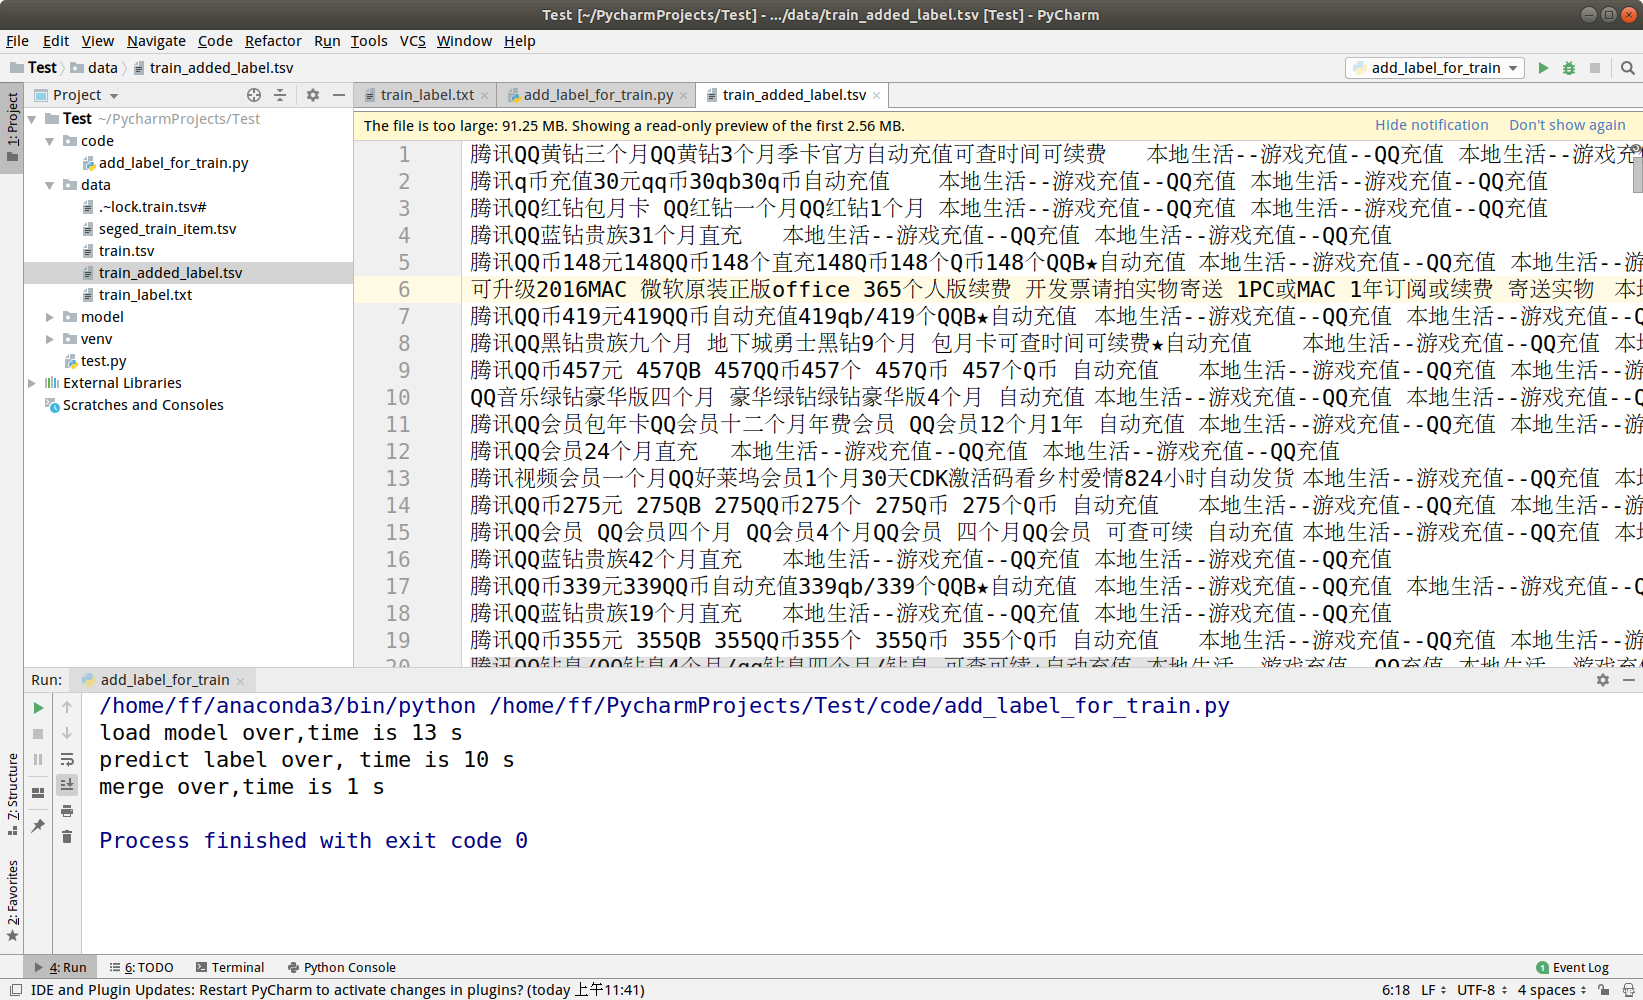 Test [~/PycharmProjects/Test] - .../data/train_added_label.tsv [Test] - PyCharm
File Edit View Navigate Code Refactor Run Tools VCS Window Help
Test data train_added_label.tsv add_label_for_train
1: Project
Project
train_label.txt add_label_for_train.py train_added_label.tsv
Test ~/PycharmProjects/Test
code
add_label_for_train.py
data
.~lock.train.tsv#
seged_train_item.tsv
train.tsv
train_added_label.tsv
train_label.txt
model
venv
test.py
External Libraries
Scratches and Consoles
The file is too large: 91.25 MB. Showing a read-only preview of the first 2.56 MB. Hide notification Don't show again
1 腾讯QQ黄钻三个月QQ黄钻3个月季卡官方自动充值可查时间可续费 本地生活--游戏充值--QQ充值 本地生活--游戏充
2 腾讯q币充值30元qq币30qb30q币自动充值 本地生活--游戏充值--QQ充值 本地生活--游戏充值--QQ充值
3 腾讯QQ红钻包月卡 QQ红钻一个月QQ红钻1个月 本地生活--游戏充值--QQ充值 本地生活--游戏充值--QQ充值
4 腾讯QQ蓝钻贵族31个月直充 本地生活--游戏充值--QQ充值 本地生活--游戏充值--QQ充值
5 腾讯QQ币148元148QQ币148个直充148Q币148个Q币148个QQB★自动充值 本地生活--游戏充值--QQ充值 本地生活--游戏充值--Q
6 可升级2016MAC 微软原装正版office 365个人版续费 开发票请拍实物寄送 1PC或MAC 1年订阅或续费 寄送实物 本地
7 腾讯QQ币419元419QQ币自动充值419qb/419个QQB★自动充值 本地生活--游戏充值--QQ充值 本地生活--游戏充值--Q
8 腾讯QQ黑钻贵族九个月 地下城勇士黑钻9个月 包月卡可查时间可续费★自动充值 本地生活--游戏充值--QQ充值 本地
9 腾讯QQ币457元 457QB 457QQ币457个 457Q币 457个Q币 自动充值 本地生活--游戏充值--QQ充值 本地生活--游戏充值--Q
10 QQ音乐绿钻豪华版四个月 豪华绿钻绿钻豪华版4个月 自动充值 本地生活--游戏充值--QQ充值 本地生活--游戏充值--Q
11 腾讯QQ会员包年卡QQ会员十二个月年费会员 QQ会员12个月1年 自动充值 本地生活--游戏充值--QQ充值 本地生活--游戏充值--Q
12 腾讯QQ会员24个月直充 本地生活--游戏充值--QQ充值 本地生活--游戏充值--QQ充值
13 腾讯视频会员一个月QQ好莱坞会员1个月30天CDK激活码看乡村爱情824小时自动发货 本地生活--游戏充值--QQ充值 本地
14 腾讯QQ币275元 275QB 275QQ币275个 275Q币 275个Q币 自动充值 本地生活--游戏充值--QQ充值 本地生活--游戏充值--Q
15 腾讯QQ会员 QQ会员四个月 QQ会员4个月QQ会员 四个月QQ会员 可查可续 自动充值 本地生活--游戏充值--QQ充值 本地
16 腾讯QQ蓝钻贵族42个月直充 本地生活--游戏充值--QQ充值 本地生活--游戏充值--QQ充值
17 腾讯QQ币339元339QQ币自动充值339qb/339个QQB★自动充值 本地生活--游戏充值--QQ充值 本地生活--游戏充值--Q
18 腾讯QQ蓝钻贵族19个月直充 本地生活--游戏充值--QQ充值 本地生活--游戏充值--QQ充值
19 腾讯QQ币355元 355QB 355QQ币355个 355Q币 355个Q币 自动充值 本地生活--游戏充值--QQ充值 本地生活--游戏充值--Q
20
Run: add_label_for_train
/home/ff/anaconda3/bin/python /home/ff/PycharmProjects/Test/code/add_label_for_train.py
load model over,time is 13 s
predict label over, time is 10 s
merge over,time is 1 s
Process finished with exit code 0
7: Structure
2: Favorites
4: Run 6: TODO Terminal Python Console 1 Event Log
IDE and Plugin Updates: Restart PyCharm to activate changes in plugins? (today 上午11:41) 6:18 LF UTF-8 4 spaces